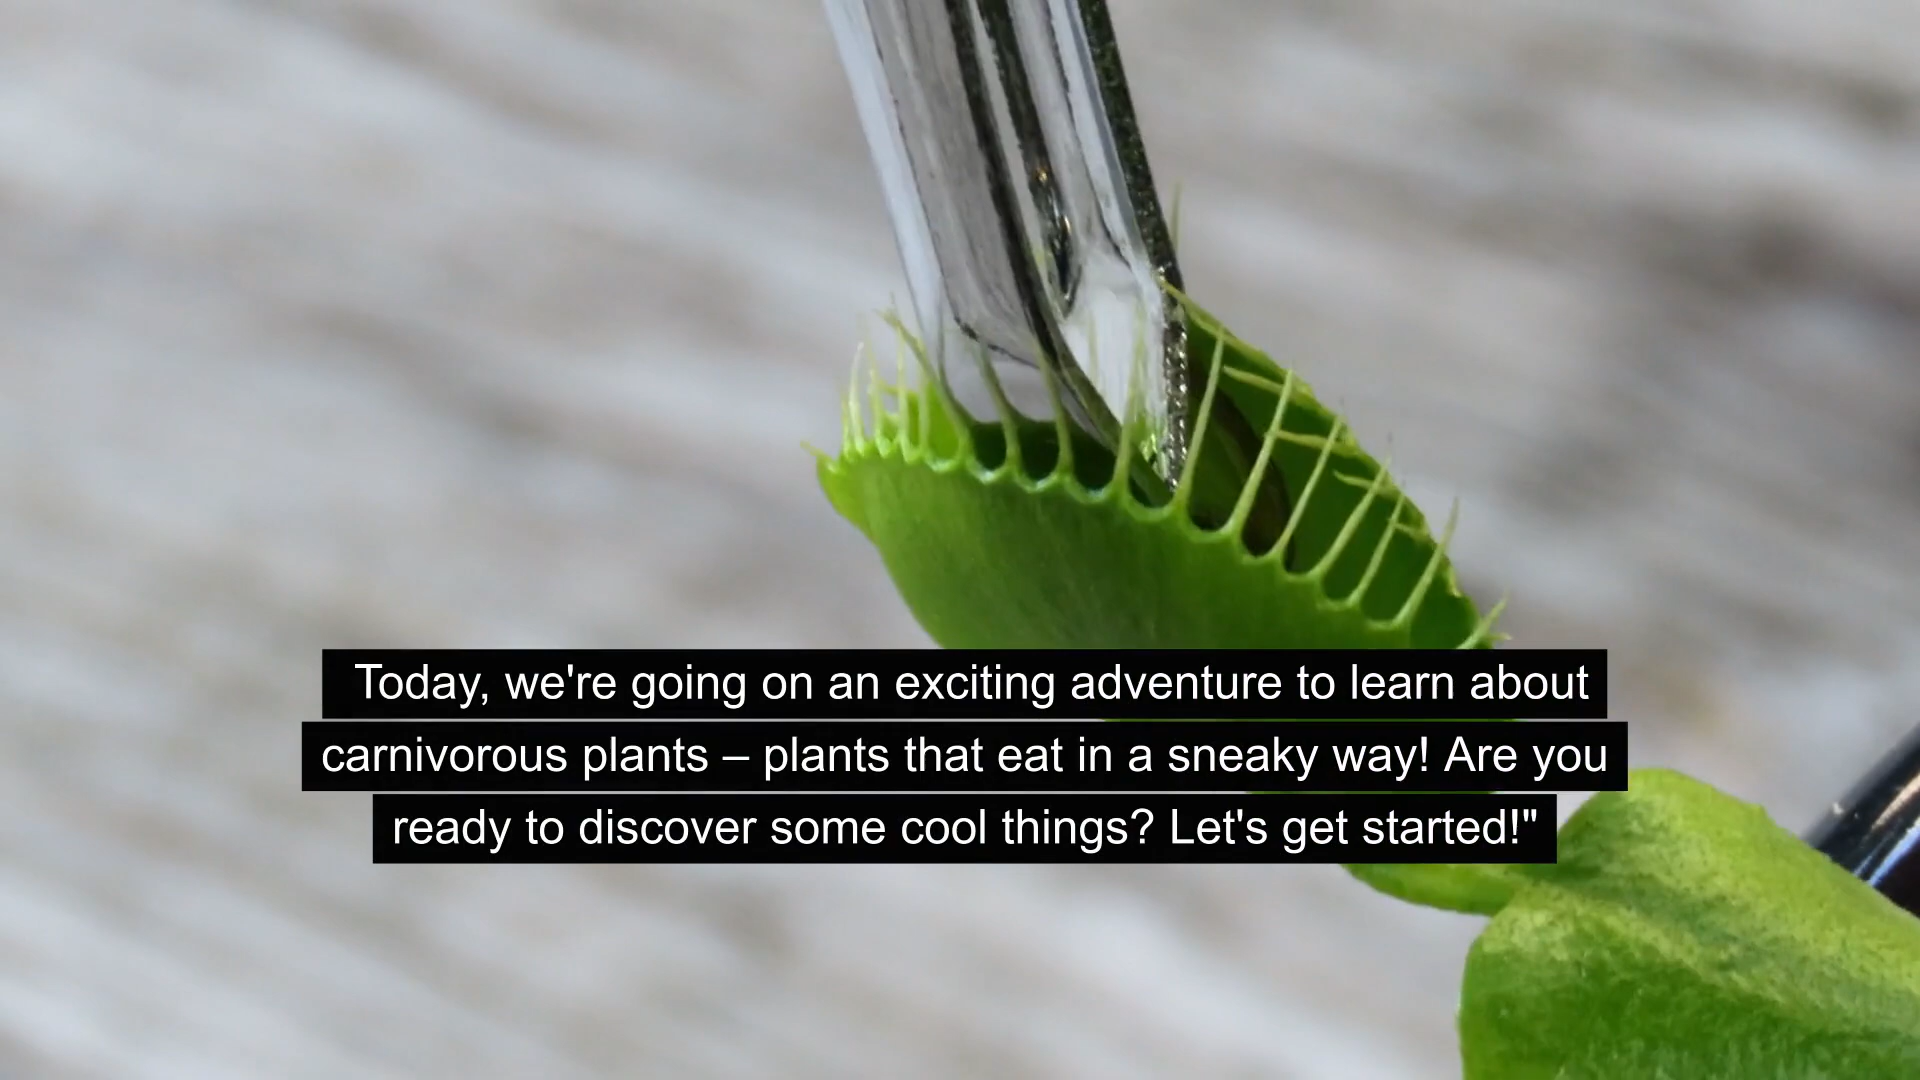 Today, we're going on an exciting adventure to learn about
carnivorous plants – plants that eat in a sneaky way! Are you
ready to discover some cool things? Let's get started!"